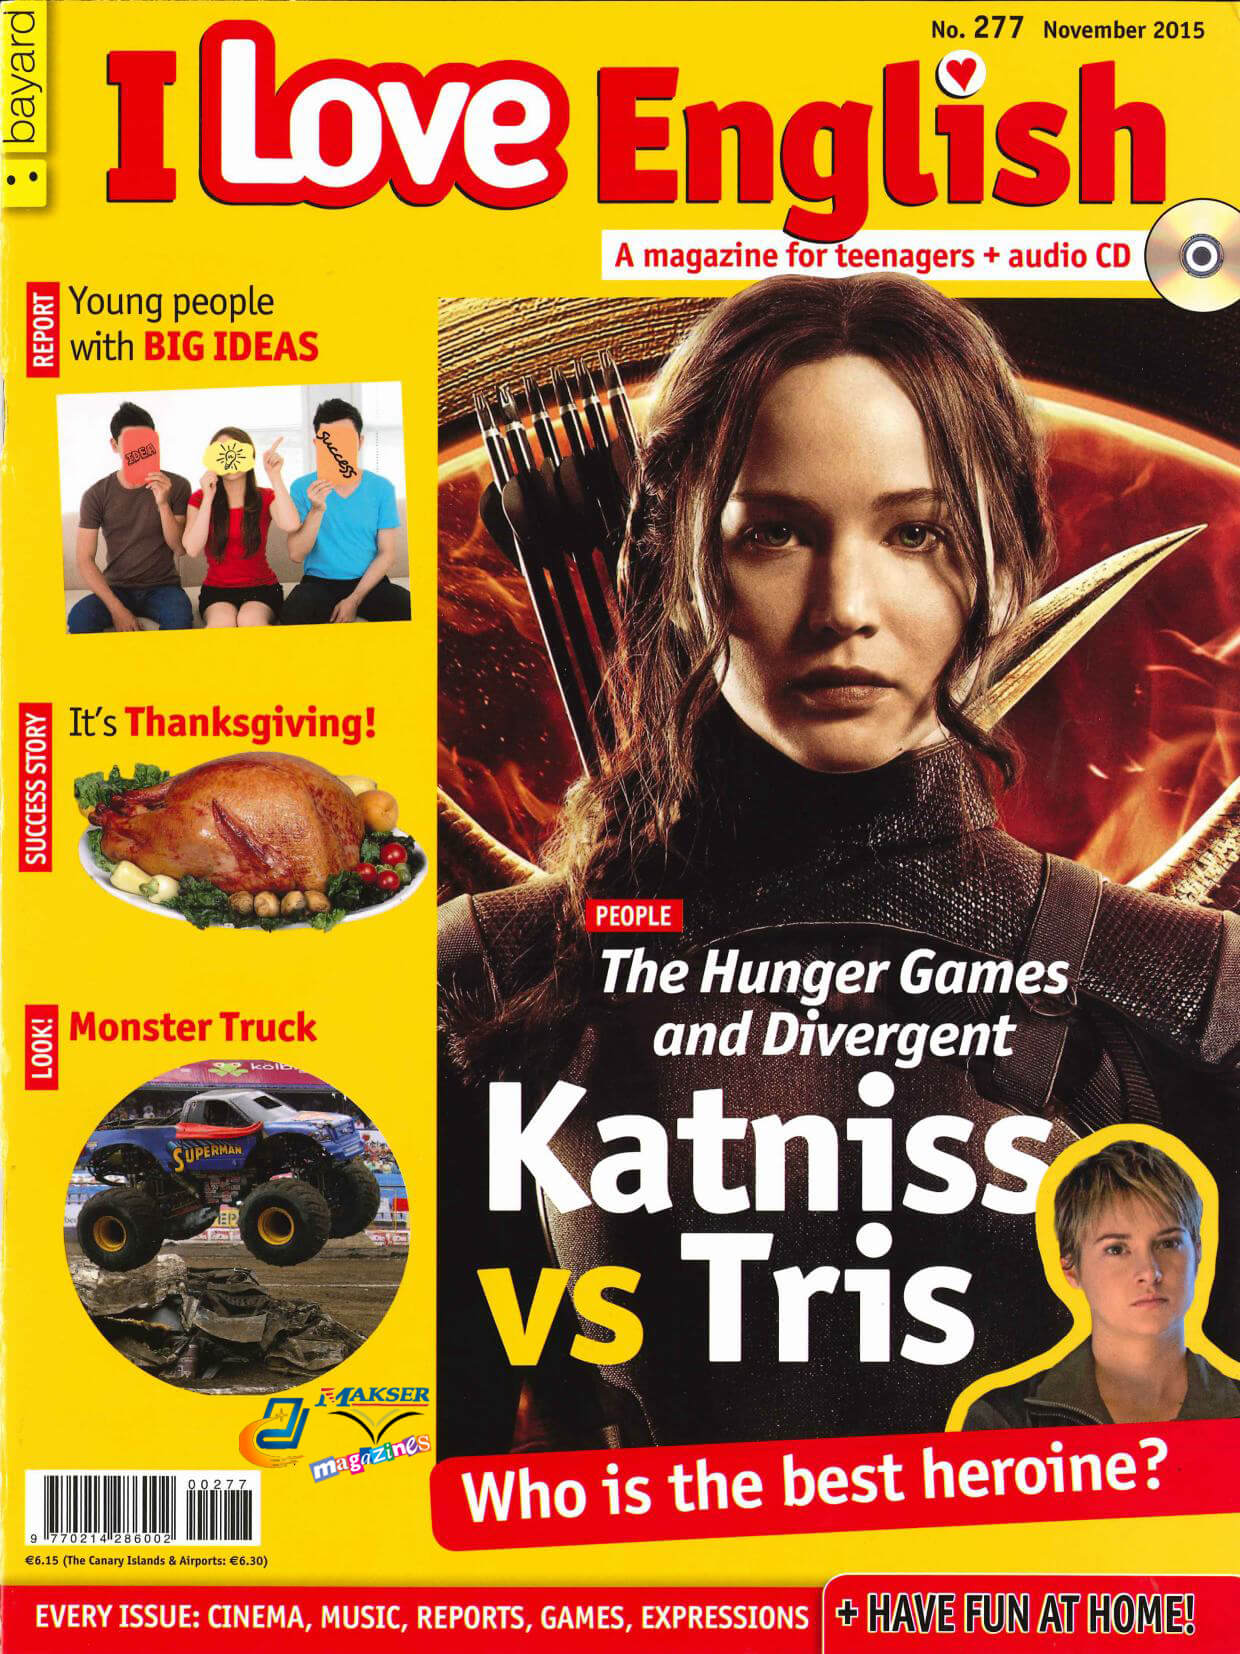 bayard
No. 277 November 2015
I Love English
A magazine for teenagers + audio CD
REPORT
Young people
with BIG IDEAS
IDEA
Success
SUCCESS STORY
It's Thanksgiving!
LOOK!
Monster Truck
SUPERMAN
PEOPLE
The Hunger Games
and Divergent
Katniss
vs Tris
Who is the best heroine?
MAKSER
magazines
00277
9 770214 286002
€6.15 (The Canary Islands & Airports: €6.30)
EVERY ISSUE: CINEMA, MUSIC, REPORTS, GAMES, EXPRESSIONS
+ HAVE FUN AT HOME!